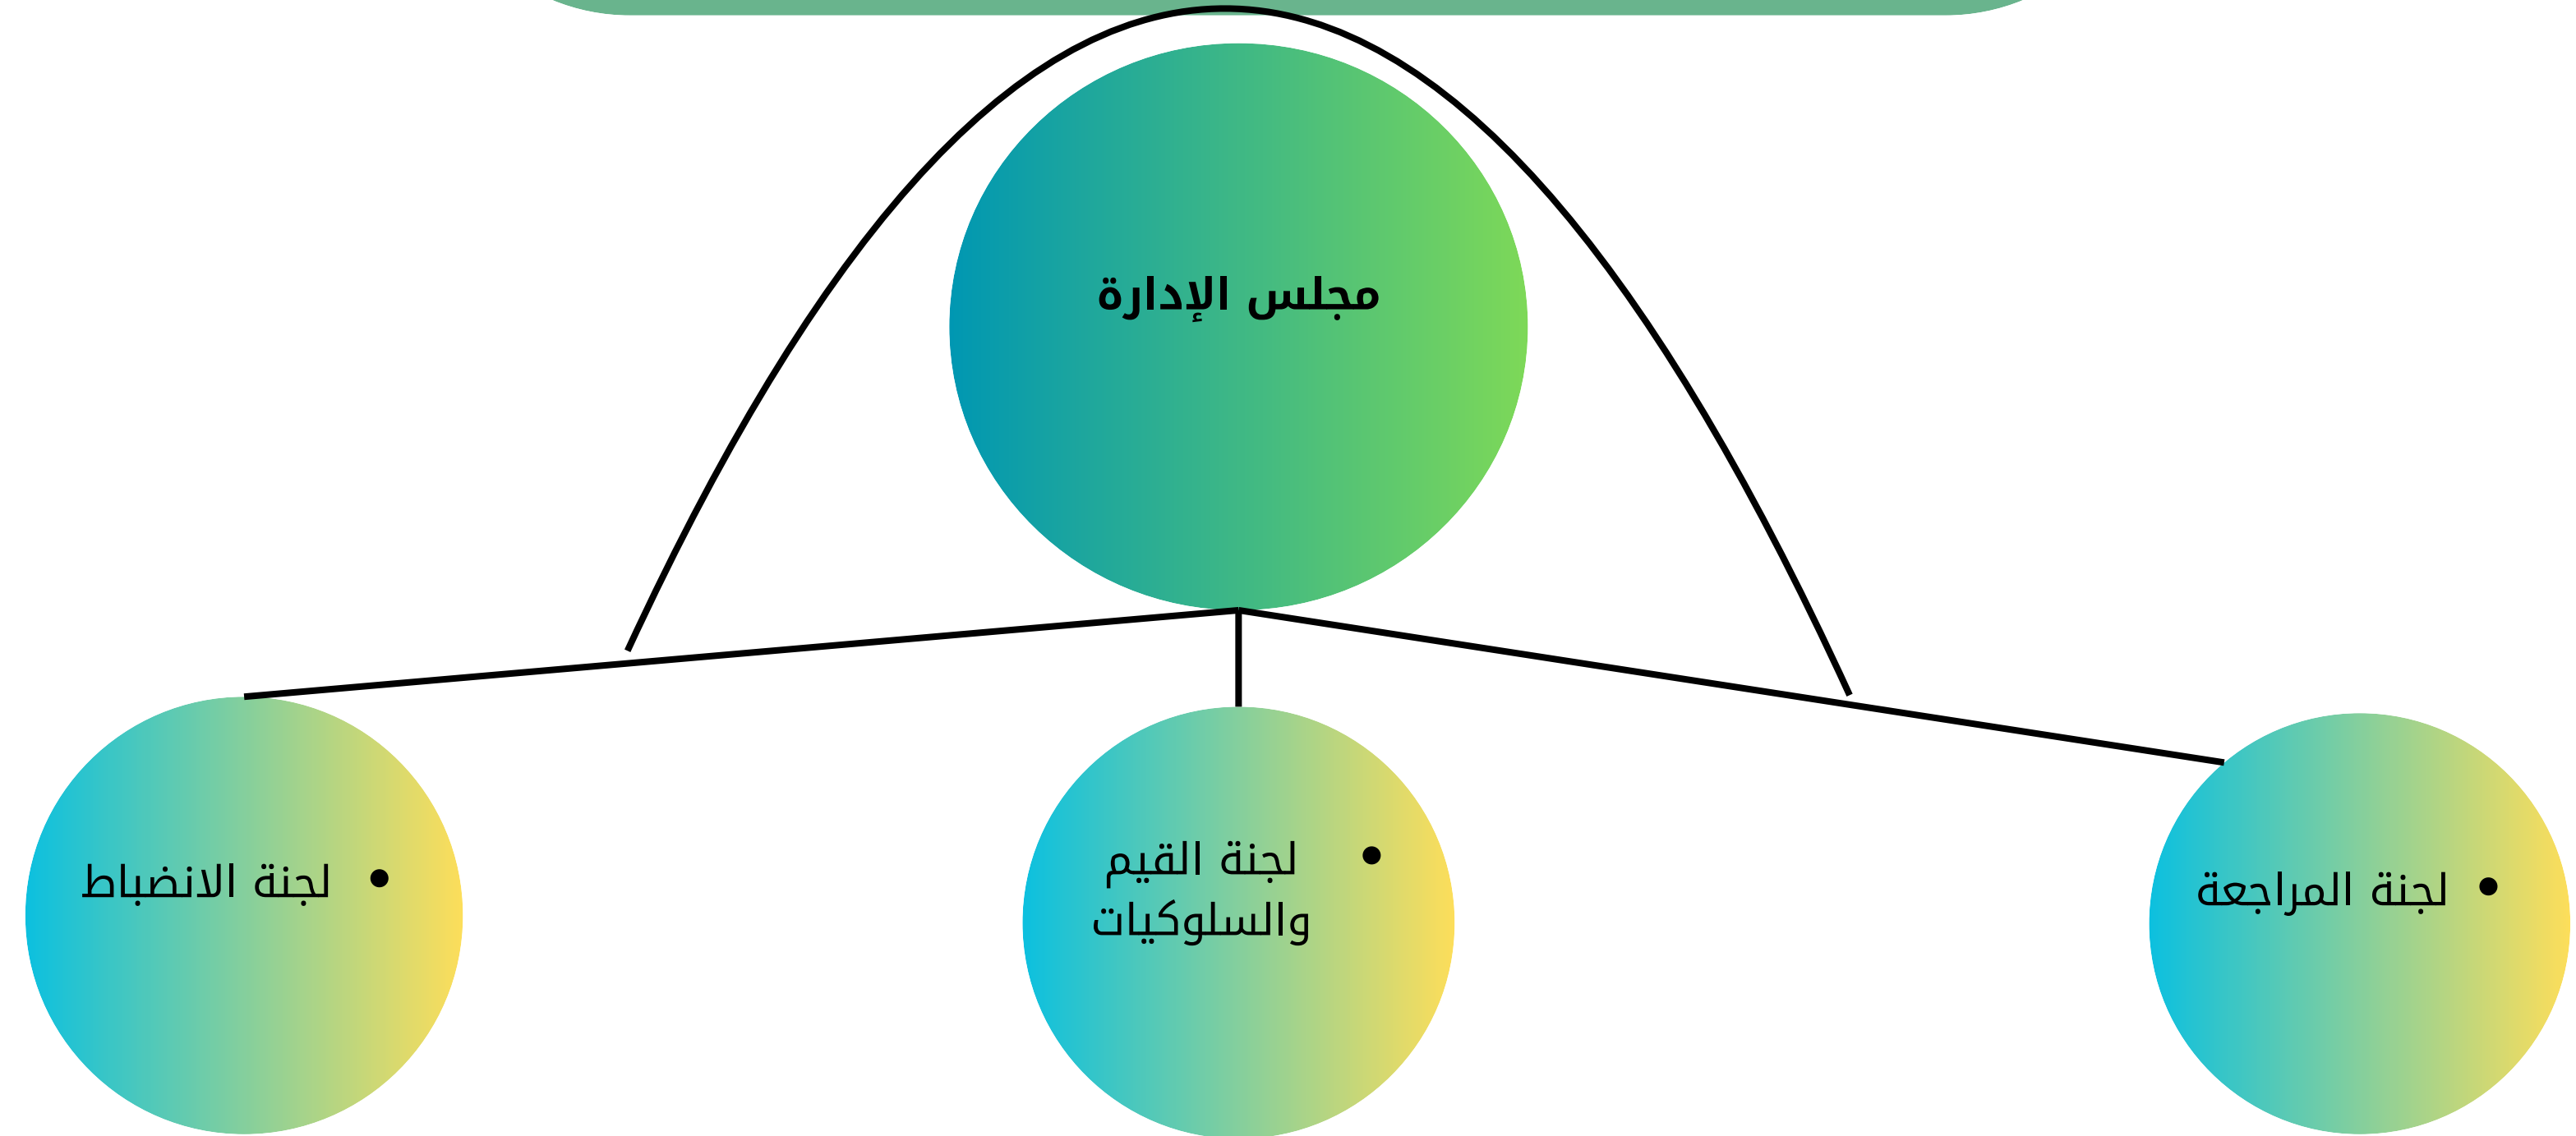 مجلس الإدارة
• لجنة المراجعة
• لجنة القيم
والسلوكيات
• لجنة الانضباط